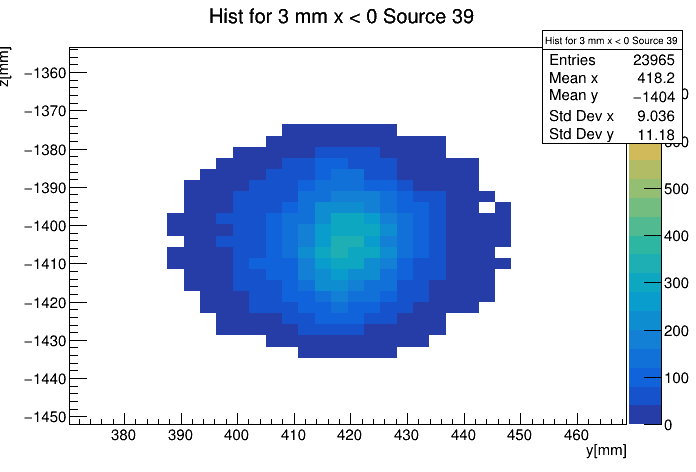 Hist for 3 mm x < 0 Source 39
Hist for 3 mm x < 0 Source 39
Entries 23965
Mean x 418.2
Mean y −1404
Std Dev x 9.036
Std Dev y 11.18
z[mm]
−1360
−1370
−1380
−1390
−1400
−1410
−1420
−1430
−1440
−1450
380 390 400 410 420 430 440 450 460
y[mm]
500
400
300
200
100
0